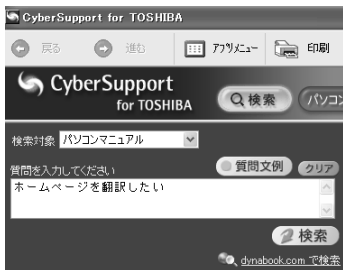 CyberSupport for TOSHIBA
戻る 進む アプリメニュー 印刷
CyberSupport
for TOSHIBA
検索
パソコ
検索対象 パソコンマニュアル
質問を入力してください 質問文例 クリア
ホームページを翻訳したい
検索
dynabook.com で検索